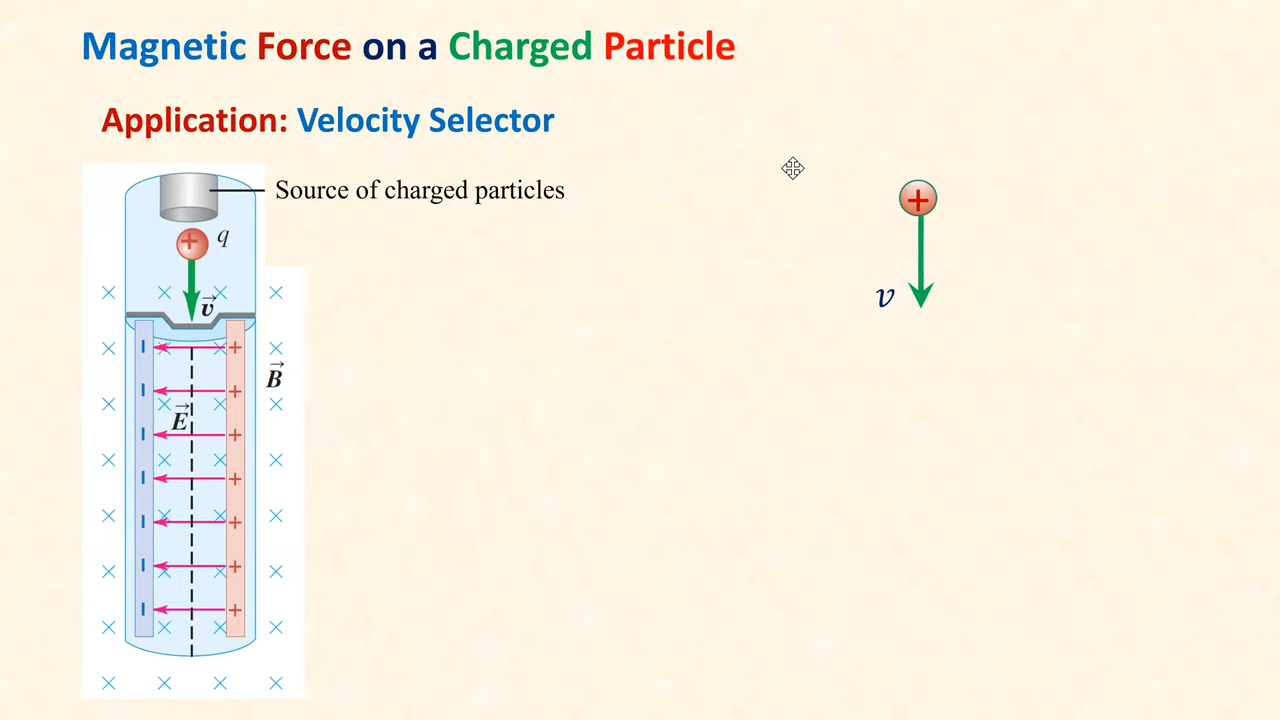 Magnetic Force on a Charged Particle
Application: Velocity Selector
Source of charged particles
+ q
+
v
v
- +
B
- +
E
- +
- +
- +
- +
- +